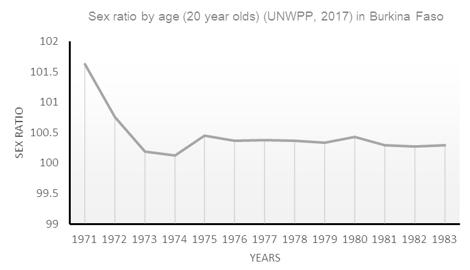 Sex ratio by age (20 year olds) (UNWPP, 2017) in Burkina Faso
102
101.5
101
100.5
100
99.5
99
SEX RATIO
1971 1972 1973 1974 1975 1976 1977 1978 1979 1980 1981 1982 1983
YEARS